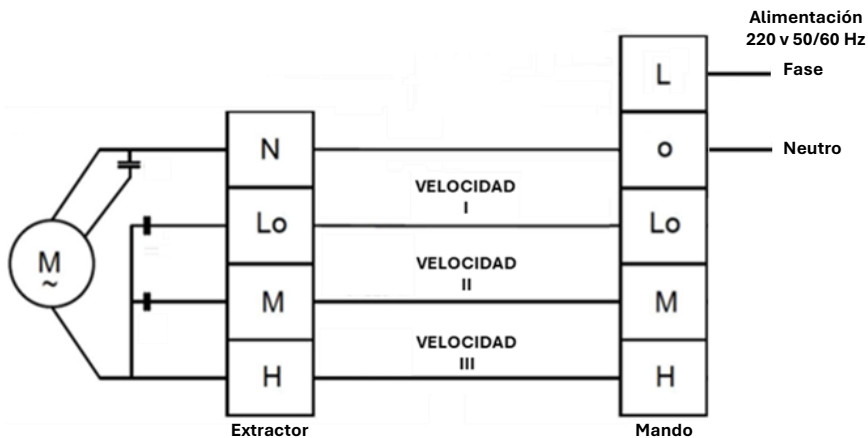 Alimentación
220 v 50/60 Hz
L
Fase
N
o
Neutro
VELOCIDAD
I
Lo
Lo
M
~
VELOCIDAD
II
M
M
VELOCIDAD
III
H
H
Extractor
Mando